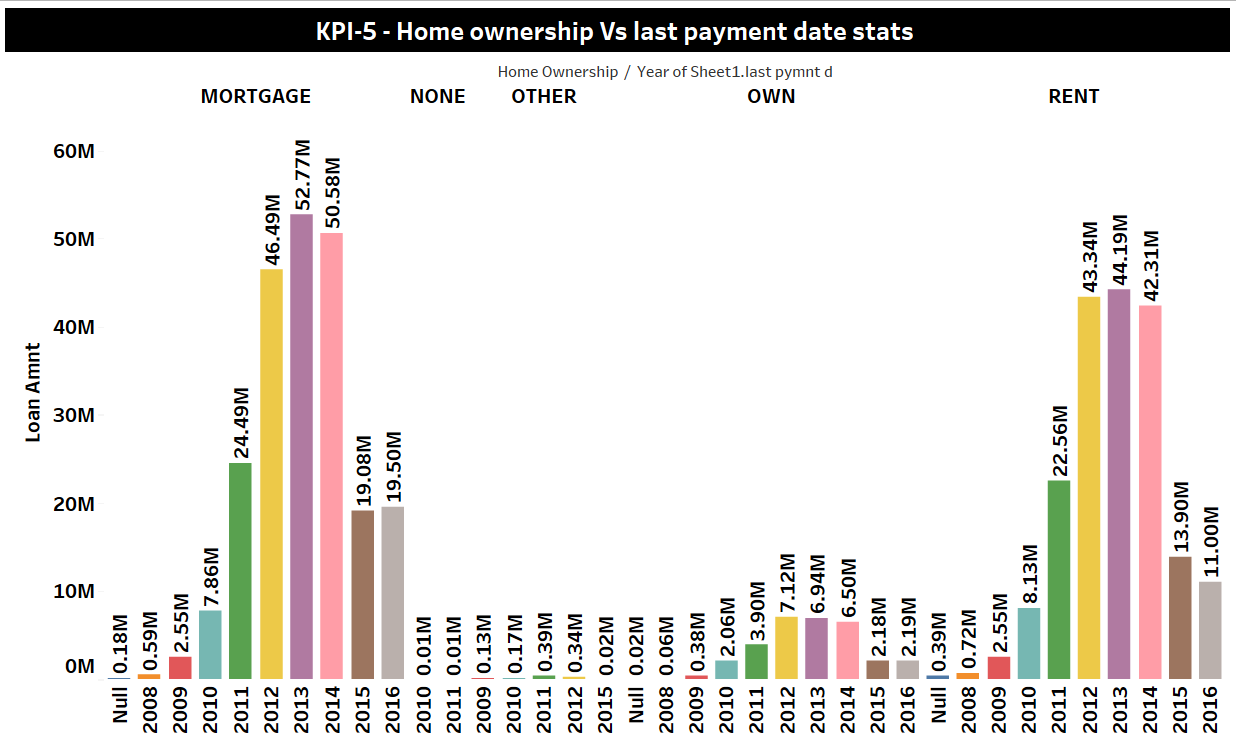 KPI-5 - Home ownership Vs last payment date stats
Home Ownership / Year of Sheet1.last pymnt d
MORTGAGE NONE OTHER OWN RENT
60M
50M
40M
30M
20M
10M
0M
Loan Amnt
0.18M 0.59M 2.55M 7.86M 24.49M 46.49M 52.77M 50.58M 19.08M 19.50M 0.01M 0.01M 0.13M 0.17M 0.39M 0.34M 0.02M 0.02M 0.06M 0.38M 2.06M 3.90M 7.12M 6.94M 6.50M 2.18M 2.19M 0.39M 0.72M 2.55M 8.13M 22.56M 43.34M 44.19M 42.31M 13.90M 11.00M
Null 2008 2009 2010 2011 2012 2013 2014 2015 2016 2010 2011 2009 2010 2011 2012 2015 Null 2008 2009 2010 2011 2012 2013 2014 2015 2016 Null 2008 2009 2010 2011 2012 2013 2014 2015 2016